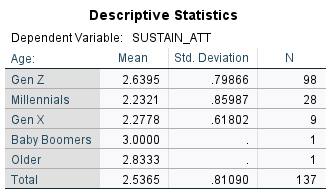 Descriptive Statistics
Dependent Variable: SUSTAIN_ATT
Age: Mean Std. Deviation N
Gen Z 2.6395 .79866 98
Millennials 2.2321 .85987 28
Gen X 2.2778 .61802 9
Baby Boomers 3.0000 . 1
Older 2.8333 . 1
Total 2.5365 .81090 137